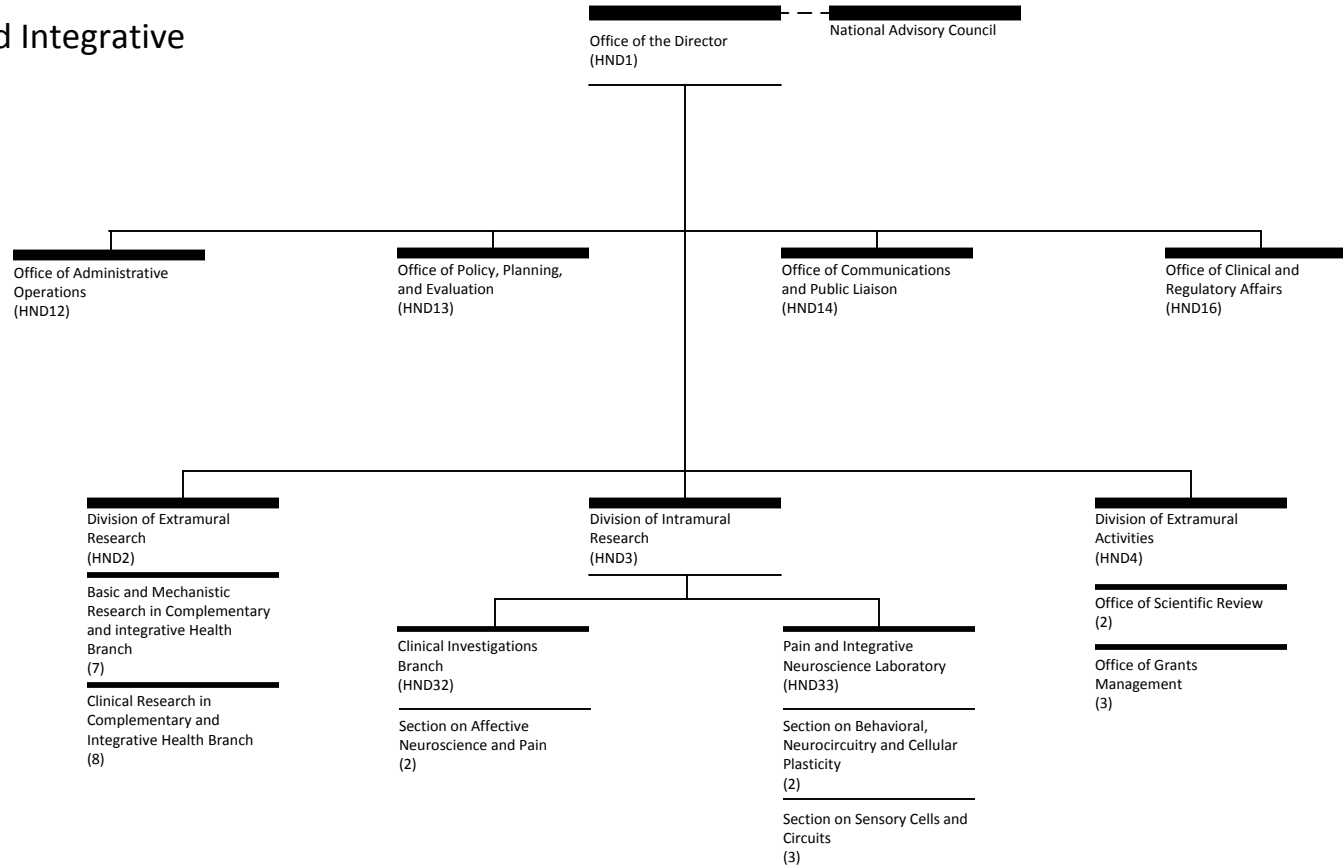 d Integrative
Office of the Director
(HND1)
National Advisory Council
Office of Administrative
Operations
(HND12)
Office of Policy, Planning,
and Evaluation
(HND13)
Office of Communications
and Public Liaison
(HND14)
Office of Clinical and
Regulatory Affairs
(HND16)
Division of Extramural
Research
(HND2)
Basic and Mechanistic
Research in Complementary
and integrative Health
Branch
(7)
Clinical Research in
Complementary and
Integrative Health Branch
(8)
Division of Intramural
Research
(HND3)
Clinical Investigations
Branch
(HND32)
Section on Affective
Neuroscience and Pain
(2)
Pain and Integrative
Neuroscience Laboratory
(HND33)
Section on Behavioral,
Neurocircuitry and Cellular
Plasticity
(2)
Section on Sensory Cells and
Circuits
(3)
Division of Extramural
Activities
(HND4)
Office of Scientific Review
(2)
Office of Grants
Management
(3)